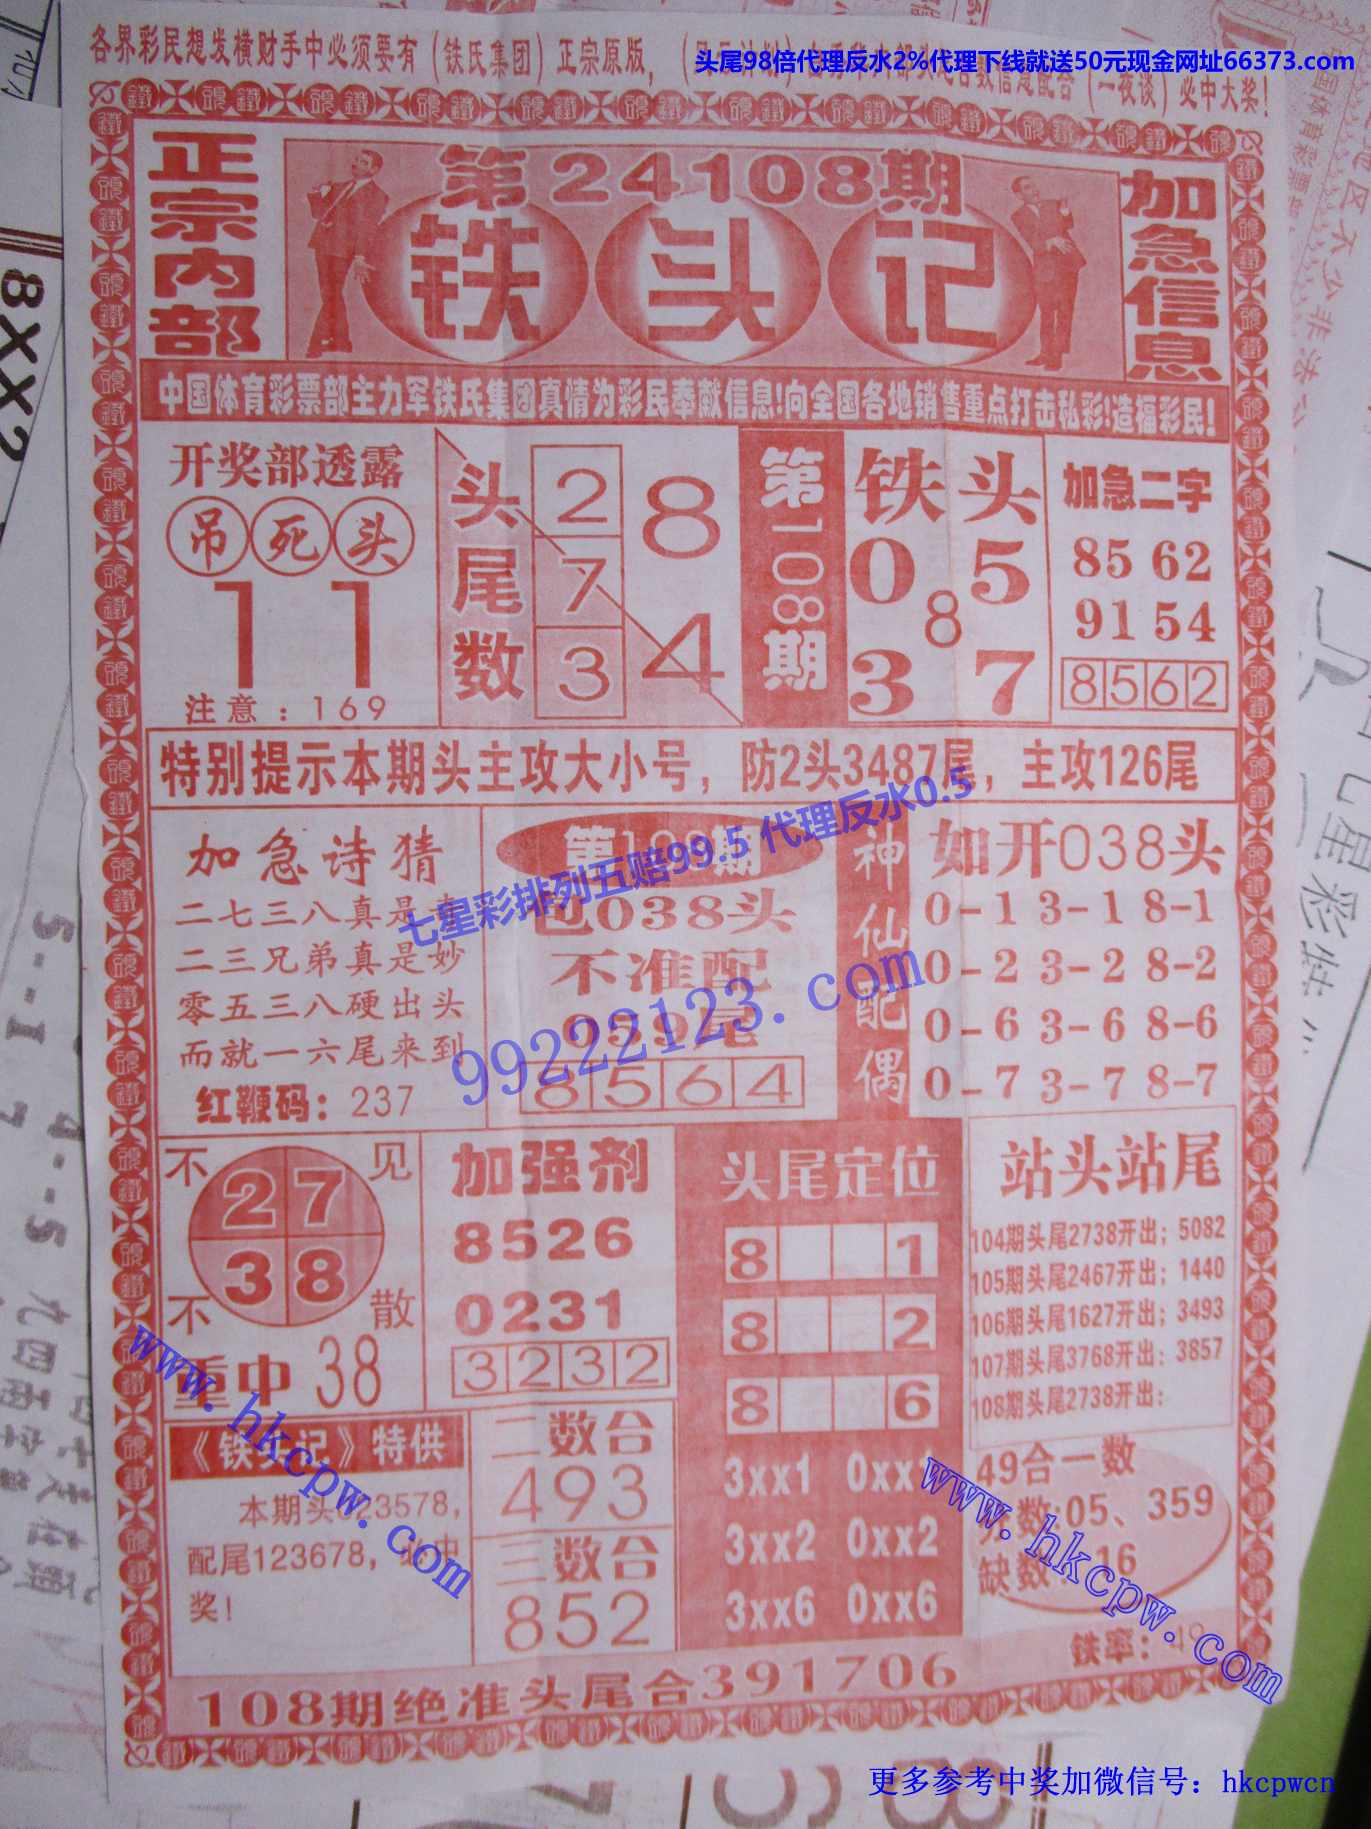 头尾98倍代理反水2%代理下线就送50元现金网址66373.com
各界彩民想发横财手中必须要有（铁氏集团）正宗原版，
（一夜谈）必中大奖！
正宗内部
第24108期
铁头记
加急信息
中国体育彩票部主力军铁氏集团真情为彩民奉献信息!向全国各地销售重点打击私彩!造福彩民!
开奖部透露
吊死头
11
注意：169
头尾数
2 8
7
3 4
第108期
铁头
0 5
8
3 7
加急二字
85 62
91 54
8562
特别提示本期头主攻大小号，防2头3487尾，主攻126尾
七星彩排列五赔99.5 代理反水0.5
加急诗猜
二七三八真是
二三兄弟真是妙
零五三八硬出头
而就一六尾来到
红鞭码：237
第1 期
包038头
不准配
959尾
8564
99222123.com
神仙配偶
如开038头
0-1 3-1 8-1
0-2 3-2 8-2
0-6 3-6 8-6
0-7 3-7 8-7
不见
27
38
不散
重中38
加强剂
8526
0231
3232
头尾定位
8 1
8 2
8 6
3xx1 0xx
3xx2 0xx2
3xx6 0xx6
站头站尾
104期头尾2738开出；5082
105期头尾2467开出；1440
106期头尾1627开出；3493
107期头尾3768开出：3857
108期头尾2738开出：
《铁头记》特供
本期头023578，
配尾123678，必中
奖！
二数合
493
三数合
852
49合一数
数:05、359
缺数: 16
铁率：
108期绝准头尾合391706
www.hkcpw.com
www.hkcpw.com
更多参考中奖加微信号：hkcpwcn
8XX2
七星彩